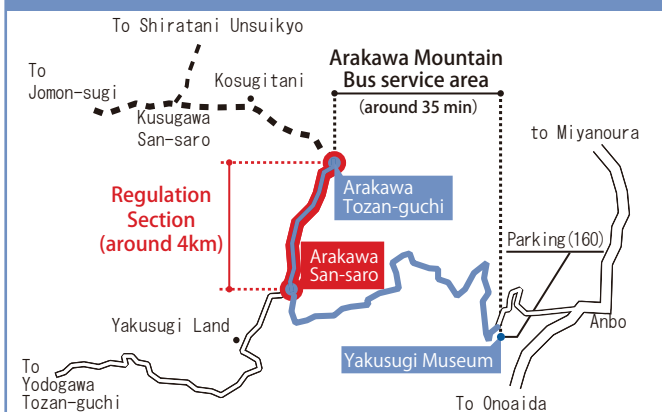 To Shiratani Unsuikyo
To
Jomon-sugi
Kosugitani
Kusugawa
San-saro
Arakawa Mountain
Bus service area
(around 35 min)
to Miyanoura
Arakawa
Tozan-guchi
Regulation
Section
(around 4km)
Parking(160)
Arakawa
San-saro
Yakusugi Land
Anbo
Yakusugi Museum
To
Yodogawa
Tozan-guchi
To Onoaida